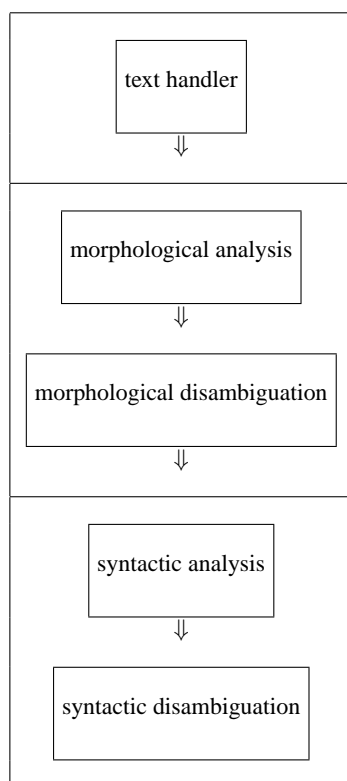 text handler
⇓
morphological analysis
⇓
morphological disambiguation
⇓
syntactic analysis
⇓
syntactic disambiguation